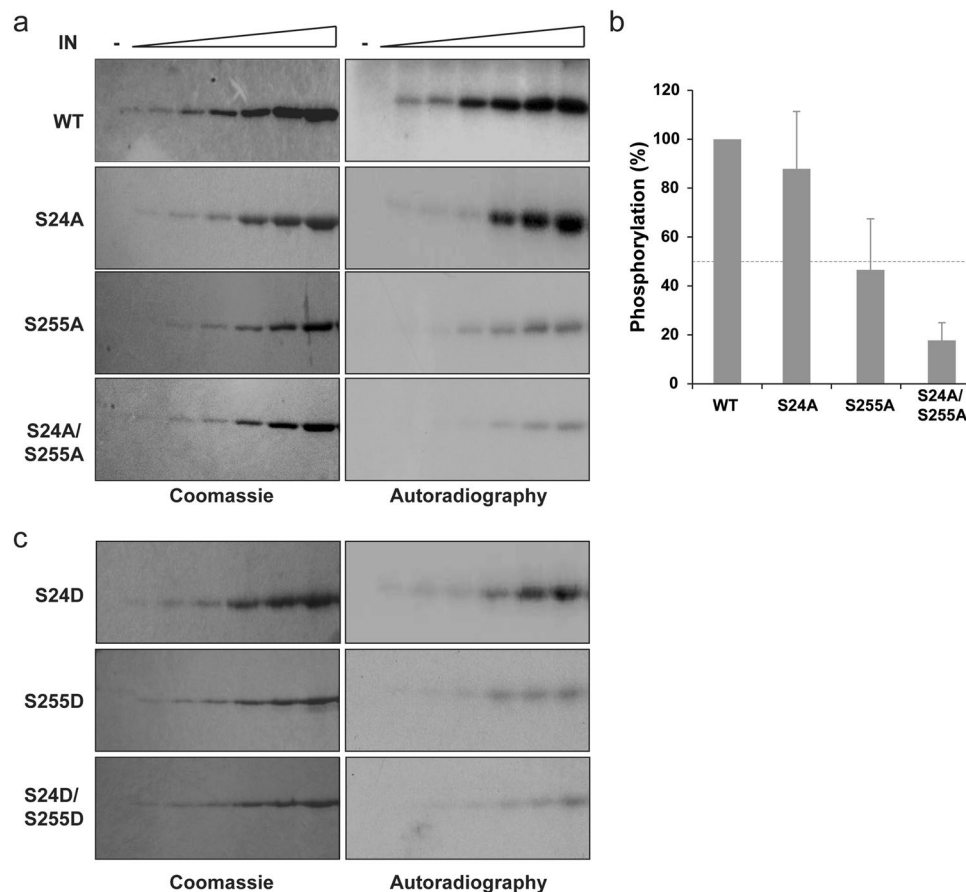 a
IN - -
WT
S24A
S255A
S24A/
S255A
Coomassie Autoradiography
b
Phosphorylation (%)
120
100
80
60
40
20
0
WT S24A S255A S24A/
S255A
c
S24D
S255D
S24D/
S255D
Coomassie Autoradiography